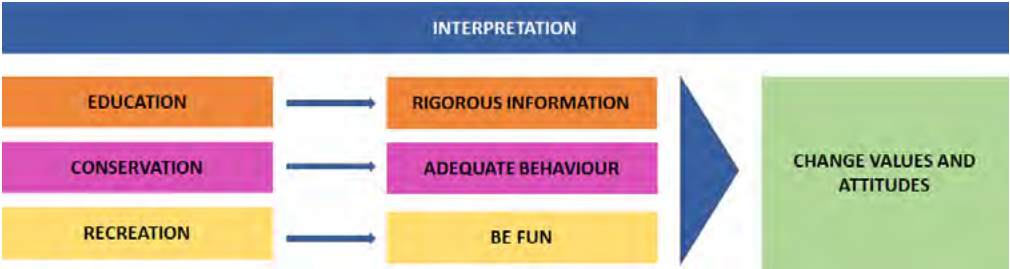 INTERPRETATION
EDUCATION
RIGOROUS INFORMATION
CONSERVATION
ADEQUATE BEHAVIOUR
RECREATION
BE FUN
CHANGE VALUES AND
ATTITUDES